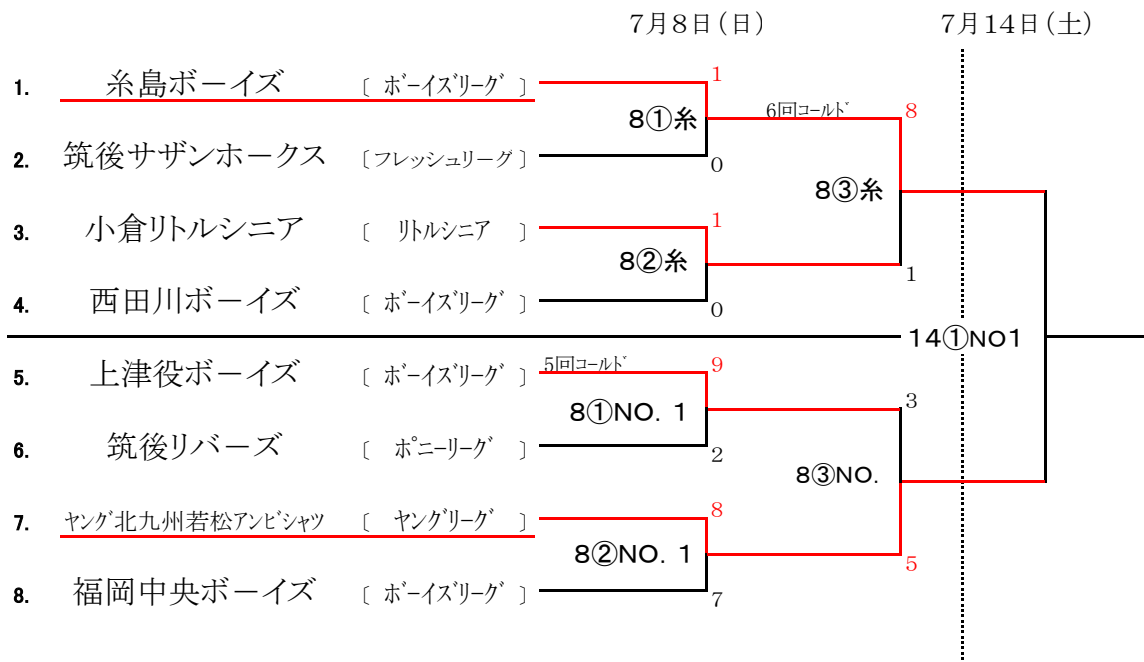 7月8日(日) 7月14日(土)
1. 糸島ボーイズ 〔 ボーイズリーグ 〕 1
8①糸 6回コールド 8
2. 筑後サザンホークス 〔フレッシュリーグ〕 0
8③糸
3. 小倉リトルシニア 〔 リトルシニア 〕 1
8②糸 1
4. 西田川ボーイズ 〔 ボーイズリーグ 〕 0
14①NO1
5. 上津役ボーイズ 〔 ボーイズリーグ 〕 5回コールド 9
8①NO. 1 3
6. 筑後リバーズ 〔 ポニーリーグ 〕 2
8③NO.
7. ヤング北九州若松アンビシャツ 〔 ヤングリーグ 〕 8
8②NO. 1 5
8. 福岡中央ボーイズ 〔 ボーイズリーグ 〕 7